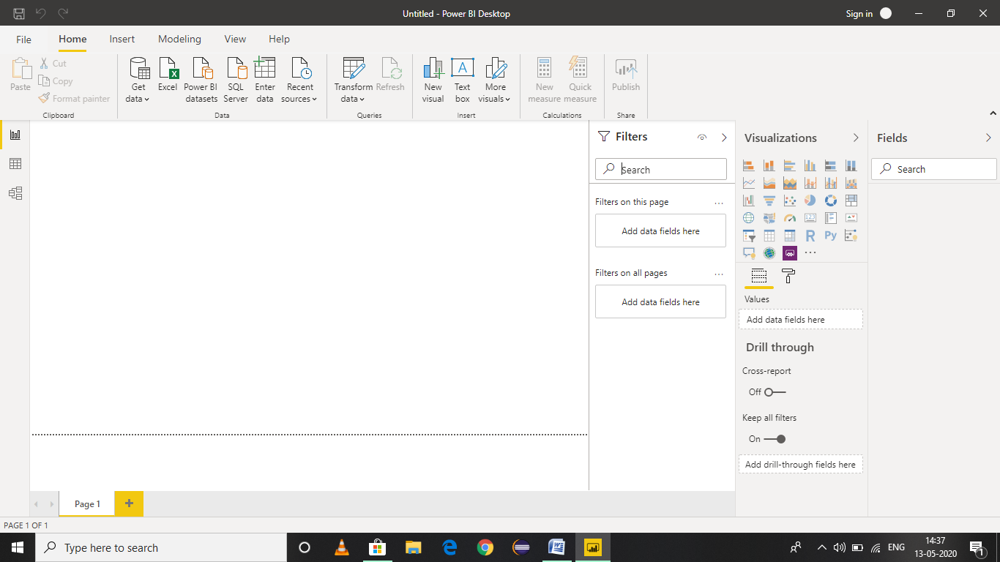 Untitled - Power BI Desktop
Sign in
File
Home
Insert
Modeling
View
Help
Paste
Cut
Copy
Format painter
Clipboard
Get
data
Excel
Power BI
datasets
SQL
Server
Enter
data
Recent
sources
Data
Transform
data
Refresh
Queries
New
visual
Text
box
More
visuals
Insert
New
measure
Quick
measure
Calculations
Publish
Share
Filters
Search
Filters on this page
...
Add data fields here
Filters on all pages
...
Add data fields here
Visualizations
123
R
Py
...
Values
Add data fields here
Drill through
Cross-report
Off
Keep all filters
On
Add drill-through fields here
Fields
Search
Page 1
PAGE 1 OF 1
Type here to search
ENG
14:37
13-05-2020
1